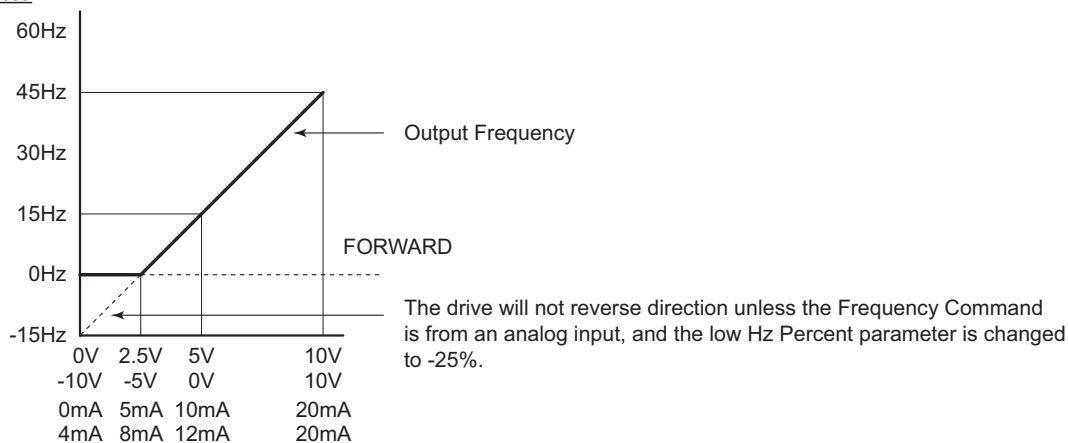 60Hz
45Hz
Output Frequency
30Hz
15Hz
FORWARD
0Hz
The drive will not reverse direction unless the Frequency Command
is from an analog input, and the low Hz Percent parameter is changed
to -25%.
-15Hz
0V 2.5V 5V 10V
-10V -5V 0V 10V
0mA 5mA 10mA 20mA
4mA 8mA 12mA 20mA